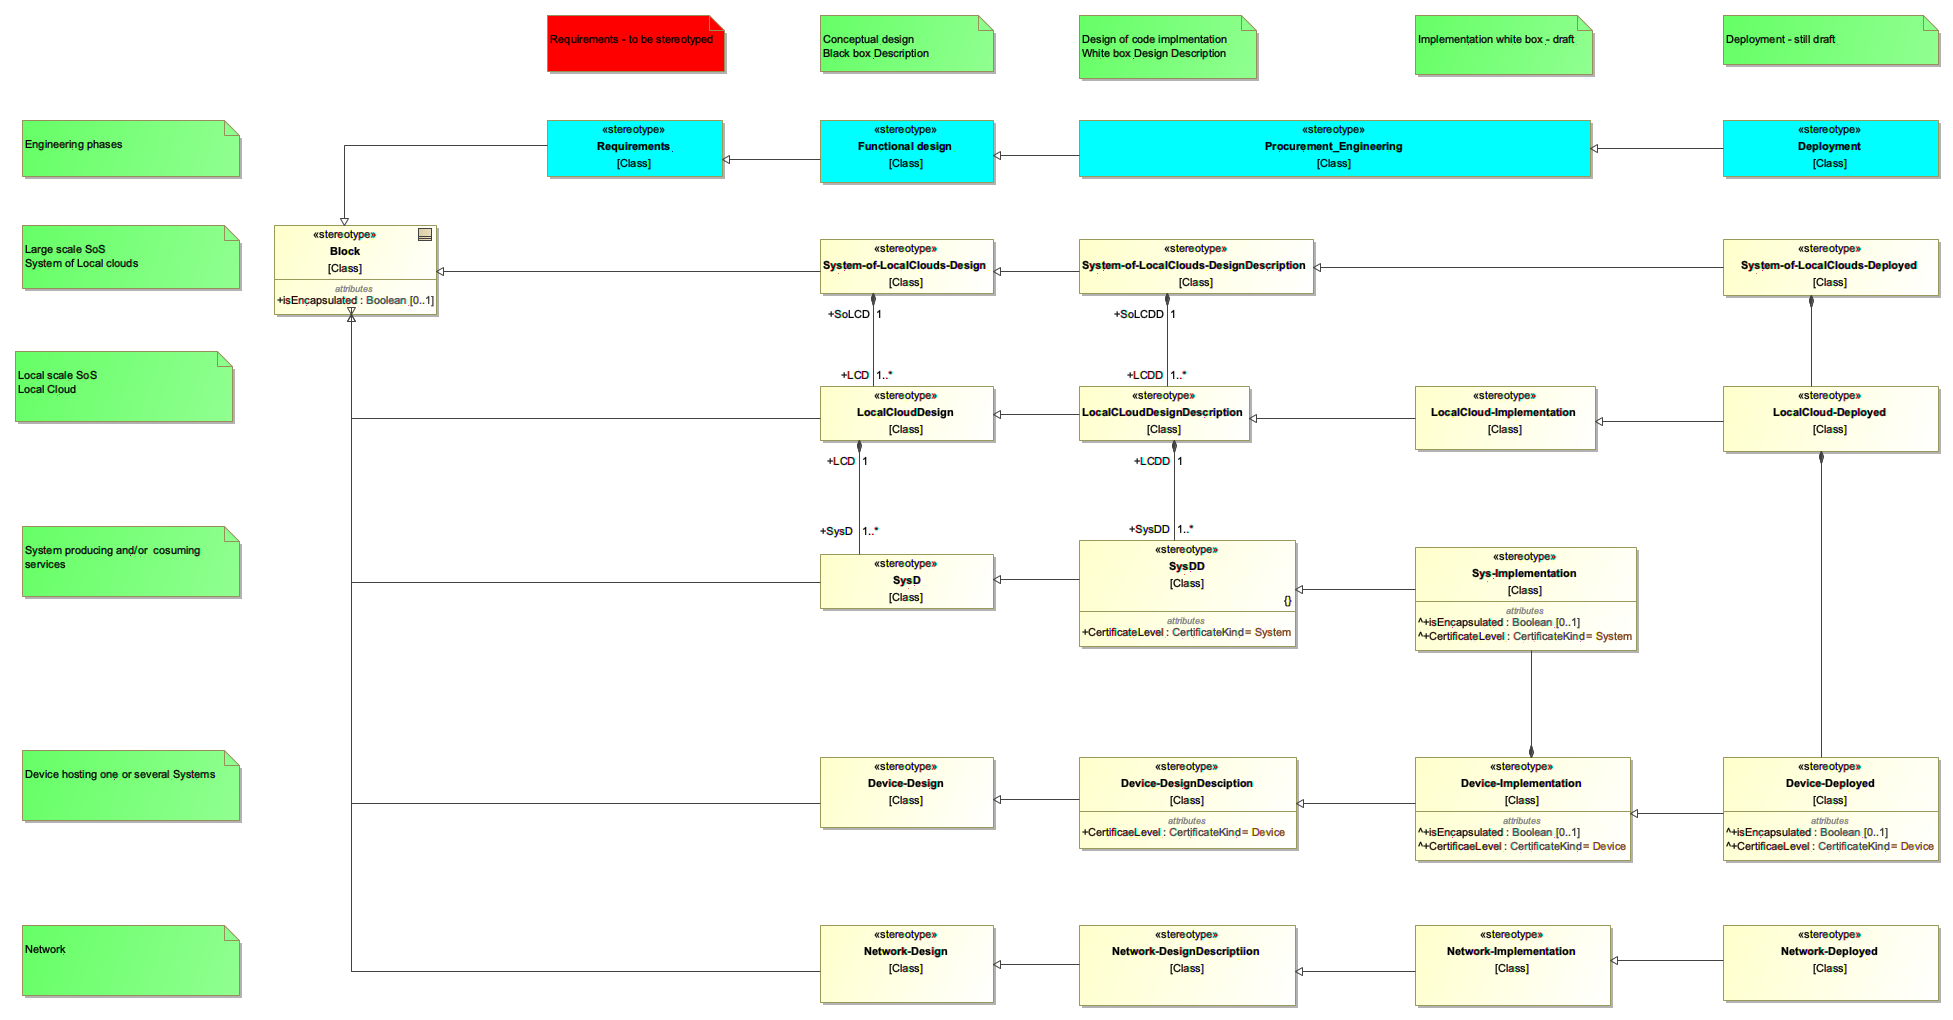 Requirements - to be stereotyped
Conceptual design
Black box Description
Design of code implmentation
White box Design Description
Implementation white box - draft
Deployment - still draft
Engineering phases
«stereotype»
Requirements
[Class]
«stereotype»
Functional design
[Class]
«stereotype»
Procurement_Engineering
[Class]
«stereotype»
Deployment
[Class]
Large scale SoS
System of Local clouds
«stereotype»
Block
[Class]
attributes
+isEncapsulated : Boolean [0..1]
«stereotype»
System-of-LocalClouds-Design
[Class]
«stereotype»
System-of-LocalClouds-DesignDescription
[Class]
«stereotype»
System-of-LocalClouds-Deployed
[Class]
+SoLCD 1
+LCD 1..*
+SoLCDD 1
+LCDD 1..*
Local scale SoS
Local Cloud
«stereotype»
LocalCloudDesign
[Class]
«stereotype»
LocalCLoudDesignDescription
[Class]
«stereotype»
LocalCloud-Implementation
[Class]
«stereotype»
LocalCloud-Deployed
[Class]
+LCD 1
+SysD 1..*
+LCDD 1
+SysDD 1..*
System producing and/or cosuming
services
«stereotype»
SysD
[Class]
«stereotype»
SysDD
[Class]
{}
attributes
+CertificateLevel : CertificateKind= System
«stereotype»
Sys-Implementation
[Class]
attributes
^+isEncapsulated : Boolean [0..1]
^+CertificateLevel : CertificateKind= System
Device hosting one or several Systems
«stereotype»
Device-Design
[Class]
«stereotype»
Device-DesignDesciption
[Class]
attributes
+CertificaeLevel : CertificateKind= Device
«stereotype»
Device-Implementation
[Class]
attributes
^+isEncapsulated : Boolean [0..1]
^+CertificaeLevel : CertificateKind= Device
«stereotype»
Device-Deployed
[Class]
attributes
^+isEncapsulated : Boolean [0..1]
^+CertificaeLevel : CertificateKind= Device
Network
«stereotype»
Network-Design
[Class]
«stereotype»
Network-DesignDescriptiion
[Class]
«stereotype»
Network-Implementation
[Class]
«stereotype»
Network-Deployed
[Class]